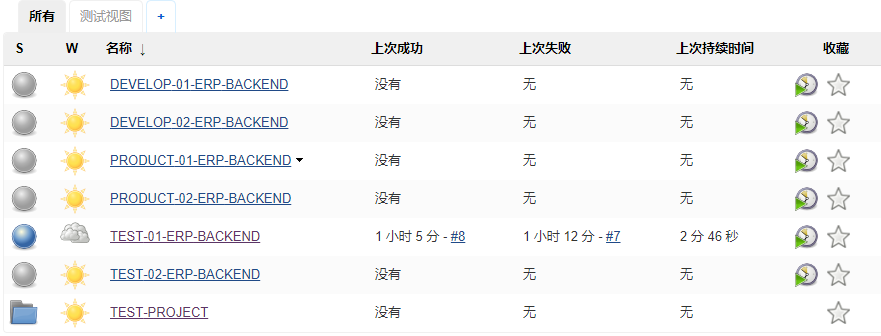 所有 测试视图 +
S W 名称 ↓ 上次成功 上次失败 上次持续时间 收藏
DEVELOP-01-ERP-BACKEND 没有 无 无
DEVELOP-02-ERP-BACKEND 没有 无 无
PRODUCT-01-ERP-BACKEND 没有 无 无
PRODUCT-02-ERP-BACKEND 没有 无 无
TEST-01-ERP-BACKEND 1 小时 5 分 - #8 1 小时 12 分 - #7 2 分 46 秒
TEST-02-ERP-BACKEND 没有 无 无
TEST-PROJECT 没有 无 无